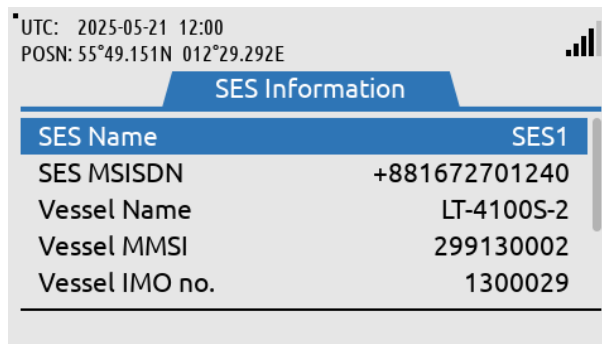 UTC: 2025-05-21 12:00
POSN: 55°49.151N 012°29.292E
SES Information
SES Name SES1
SES MSISDN +881672701240
Vessel Name LT-4100S-2
Vessel MMSI 299130002
Vessel IMO no. 1300029